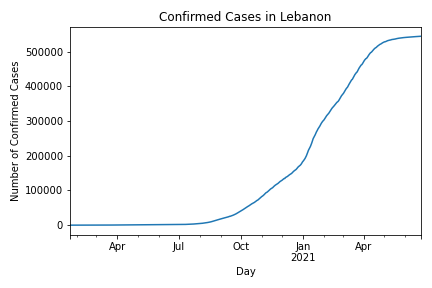 Confirmed Cases in Lebanon
Number of Confirmed Cases
500000
400000
300000
200000
100000
0
Apr Jul Oct Jan Apr
2021
Day